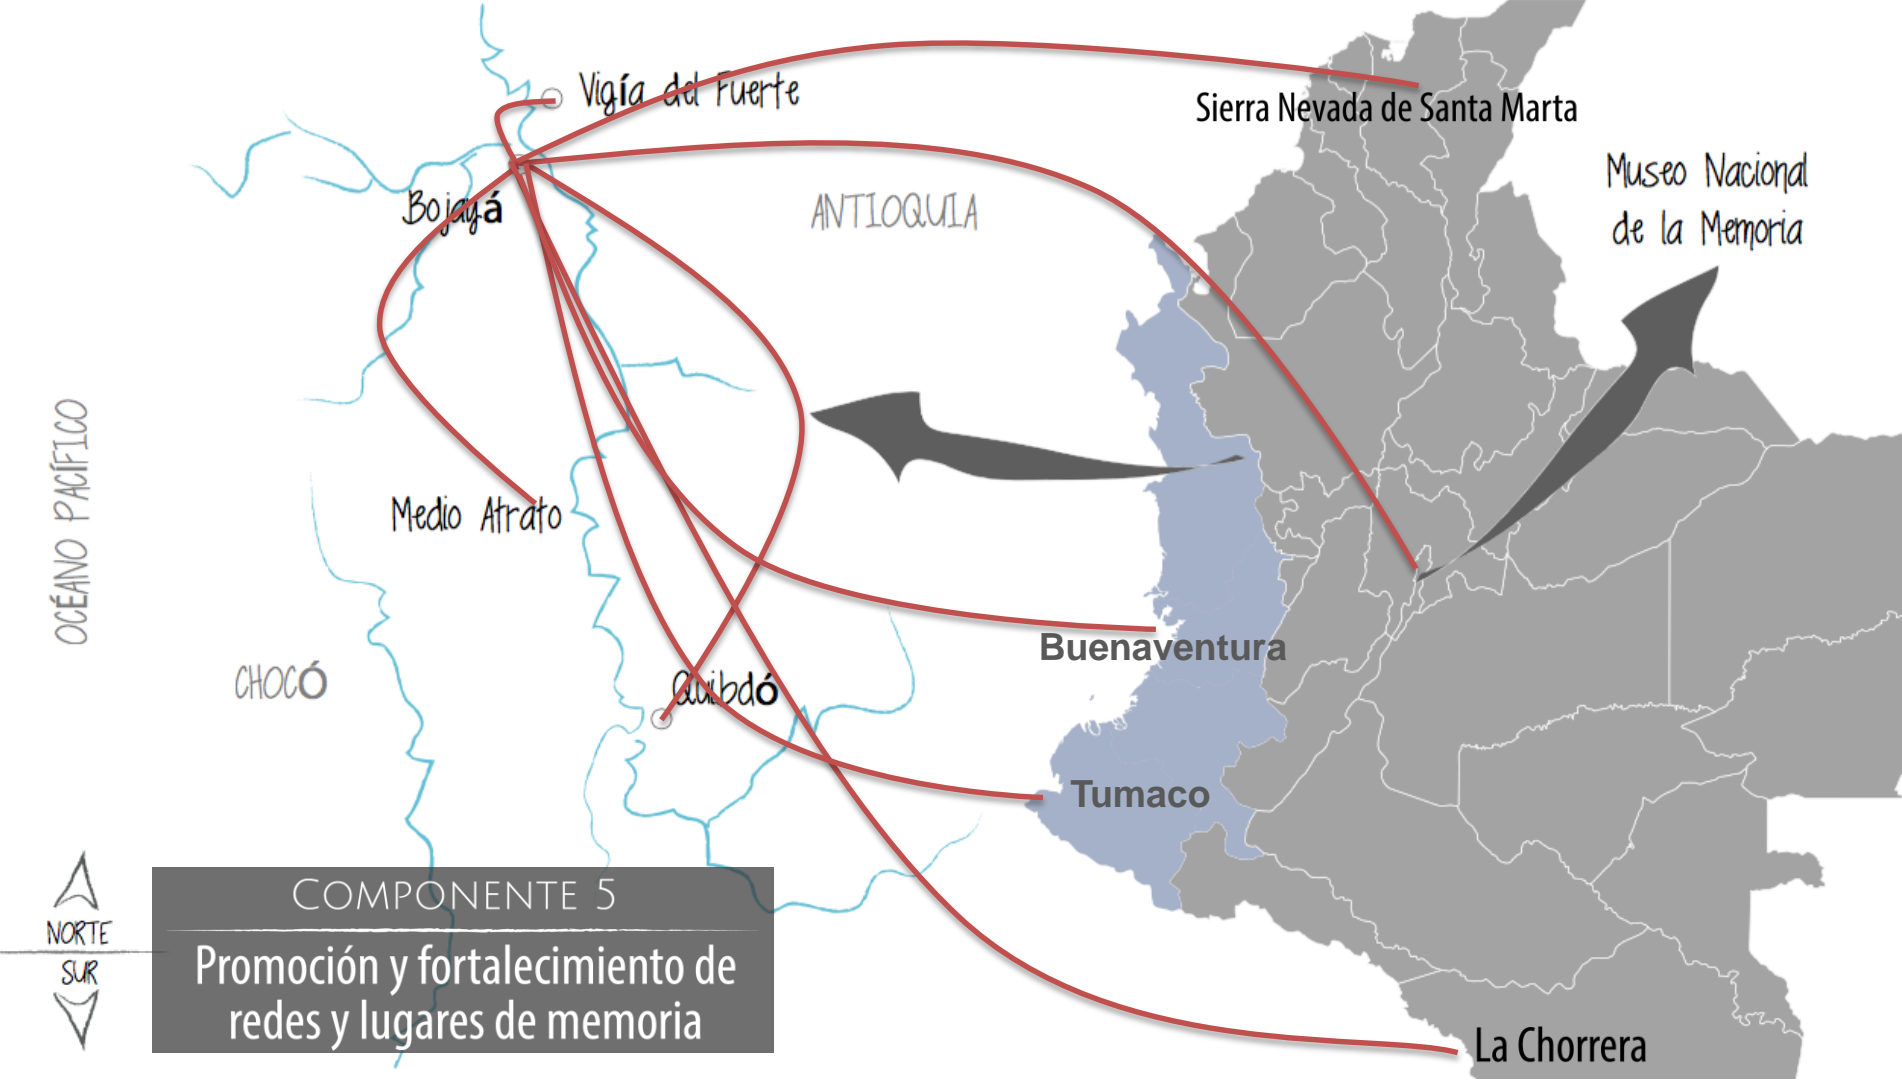 Vigía del Fuerte
Sierra Nevada de Santa Marta
Museo Nacional
de la Memoria
Bojayá
ANTIOQUIA
OCÉANO PACÍFICO
Medio Atrato
Buenaventura
CHOCÓ
Quibdó
Tumaco
COMPONENTE 5
NORTE
SUR
Promoción y fortalecimiento de
redes y lugares de memoria
La Chorrera